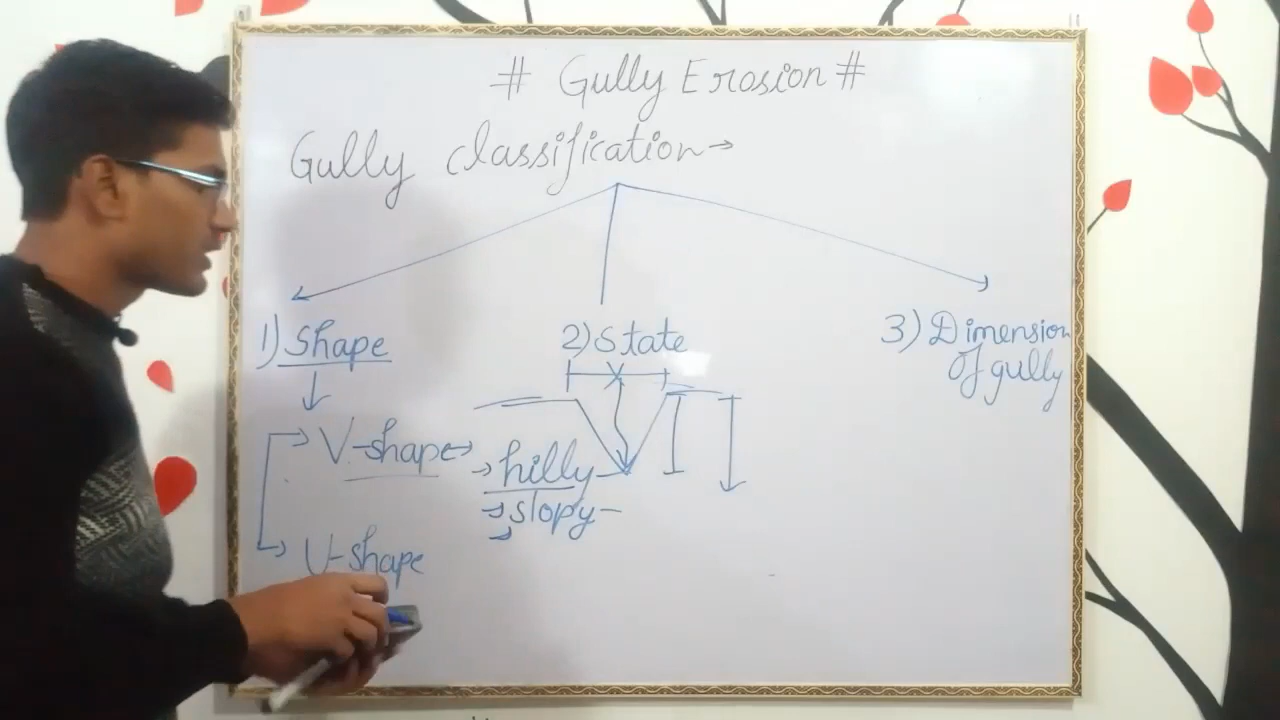 # Gully Erosion #
Gully classification→
1) Shape
2) State
3) Dimension
of gully
V-shape→
→ hilly
→ slopy-
U-shape